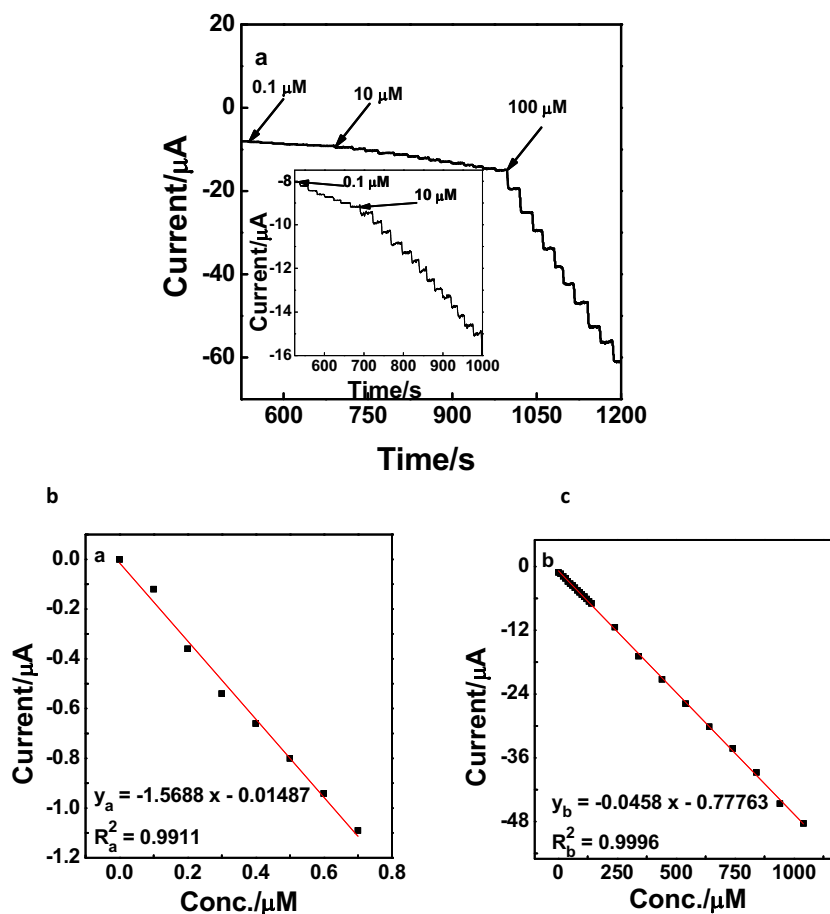 20
0
-20
-40
-60
Current/µA
a
0.1 µM
10 µM
100 µM
-8
-10
-12
-14
-16
Current/µA
0.1 µM
10 µM
600 700 800 900 1000
Time/s
600 750 900 1050 1200
Time/s
b
a
0.0
-0.2
-0.4
-0.6
-0.8
-1.0
-1.2
Current/µA
y_a = -1.5688 x - 0.01487
R_a^2 = 0.9911
0.0 0.2 0.4 0.6 0.8
Conc./µM
c
b
0
-12
-24
-36
-48
Current/µA
y_b = -0.0458 x - 0.77763
R_b^2 = 0.9996
0 250 500 750 1000
Conc./µM